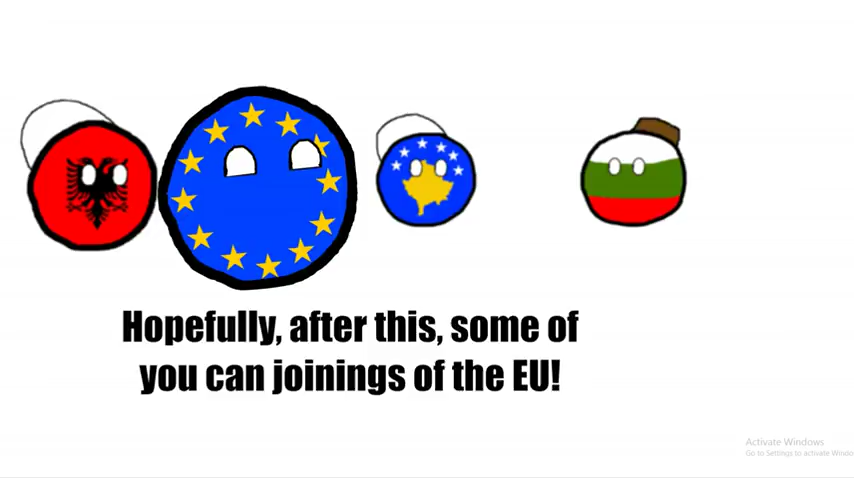 Hopefully, after this, some of
you can joinings of the EU!
Activate Windows
Go to Settings to activate Windo